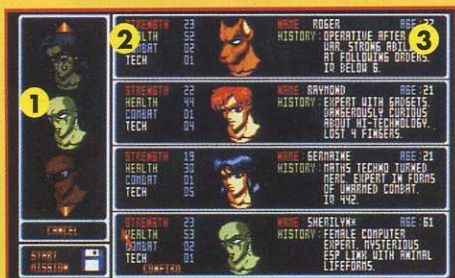 1
2
3
STRENGTH 23
HEALTH 52
COMBAT 02
TECH 01
NAME: ROGER AGE:
HISTORY: OPERATIVE AFTER
WAR. STRONG
AT FOLLOWING ORDERS.
IQ BELOW 6.
STRENGTH 22
HEALTH 44
COMBAT 01
TECH 04
NAME: RAYMOND AGE:21
HISTORY: EXPERT WITH GADGETS.
DANGEROUSLY CURIOUS
ABOUT HI-TECHNOLOGY.
LOST 4 FINGERS.
STRENGTH 19
HEALTH 30
COMBAT 01
TECH 05
NAME: GERMAINE AGE:21
HISTORY: MATHS TECHNO TURNED
MERC. EXPERT IN FORMS
OF UNARMED COMBAT.
IQ 442.
STRENGTH 23
HEALTH 53
COMBAT 02
TECH
CONFIRM
NAME: SHERILYNN AGE:61
HISTORY: FEMALE COMPUTER
EXPERT. MYSTERIOUS
ESP LINK WITH ANIMAL
LIFEFORMS.
CANCEL
START
MISSION